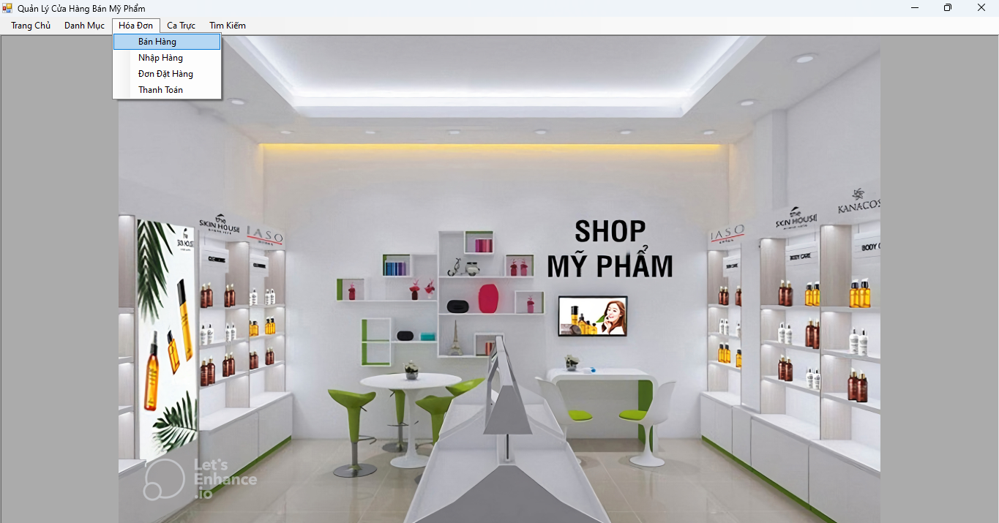 Quản Lý Cửa Hàng Bán Mỹ Phẩm
Trang Chủ Danh Mục Hóa Đơn Ca Trực Tìm Kiếm
Bán Hàng
Nhập Hàng
Đơn Đặt Hàng
Thanh Toán
the
SKIN HOUSE
IASO
SHOP
MỸ PHẨM
IASO
the
SKIN HOUSE
KANACOS
BODY CARE
BODY C
Let's
Enhance
.io